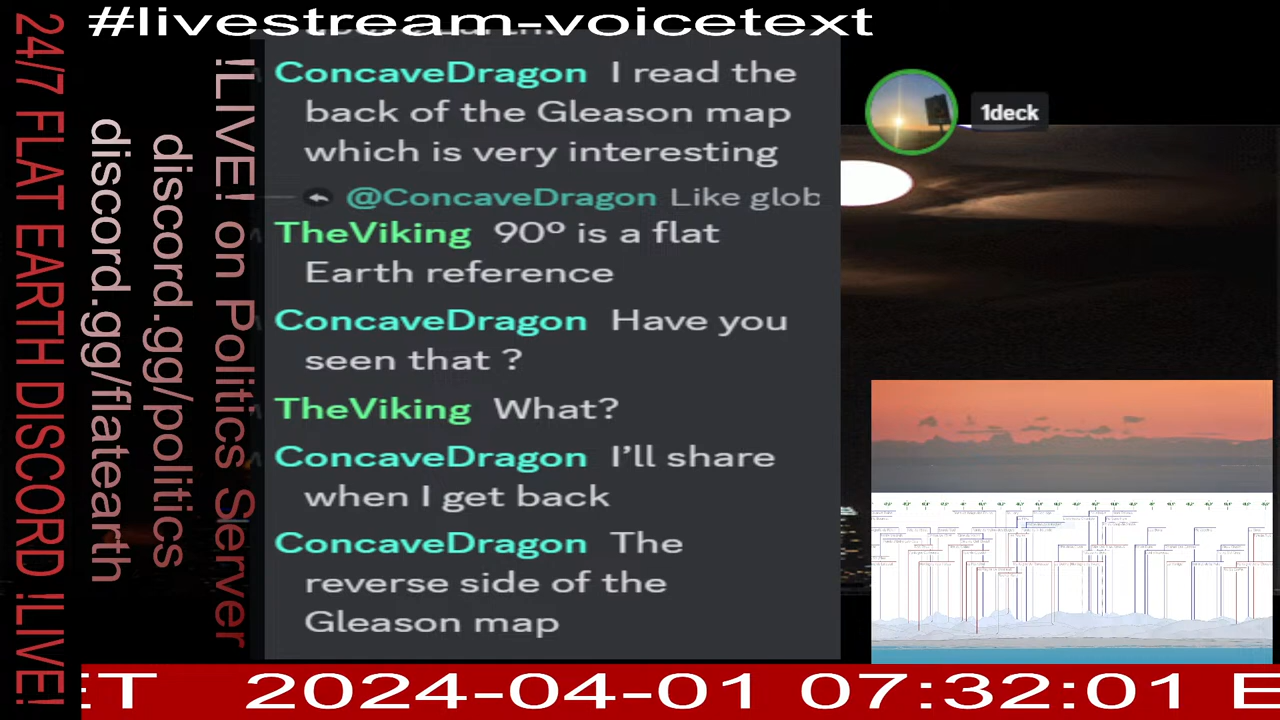 #livestream-voicetext
24/7 FLAT EARTH DISCORD !LIVE!
discord.gg/flatearth
discord.gg/politics
!LIVE! on Politics Server
ConcaveDragon I read the
back of the Gleason map
which is very interesting
@ConcaveDragon Like glob
TheViking 90º is a flat
Earth reference
ConcaveDragon Have you
seen that ?
TheViking What?
ConcaveDragon I’ll share
when I get back
ConcaveDragon The
reverse side of the
Gleason map
1deck
ET 2024-04-01 07:32:01 E